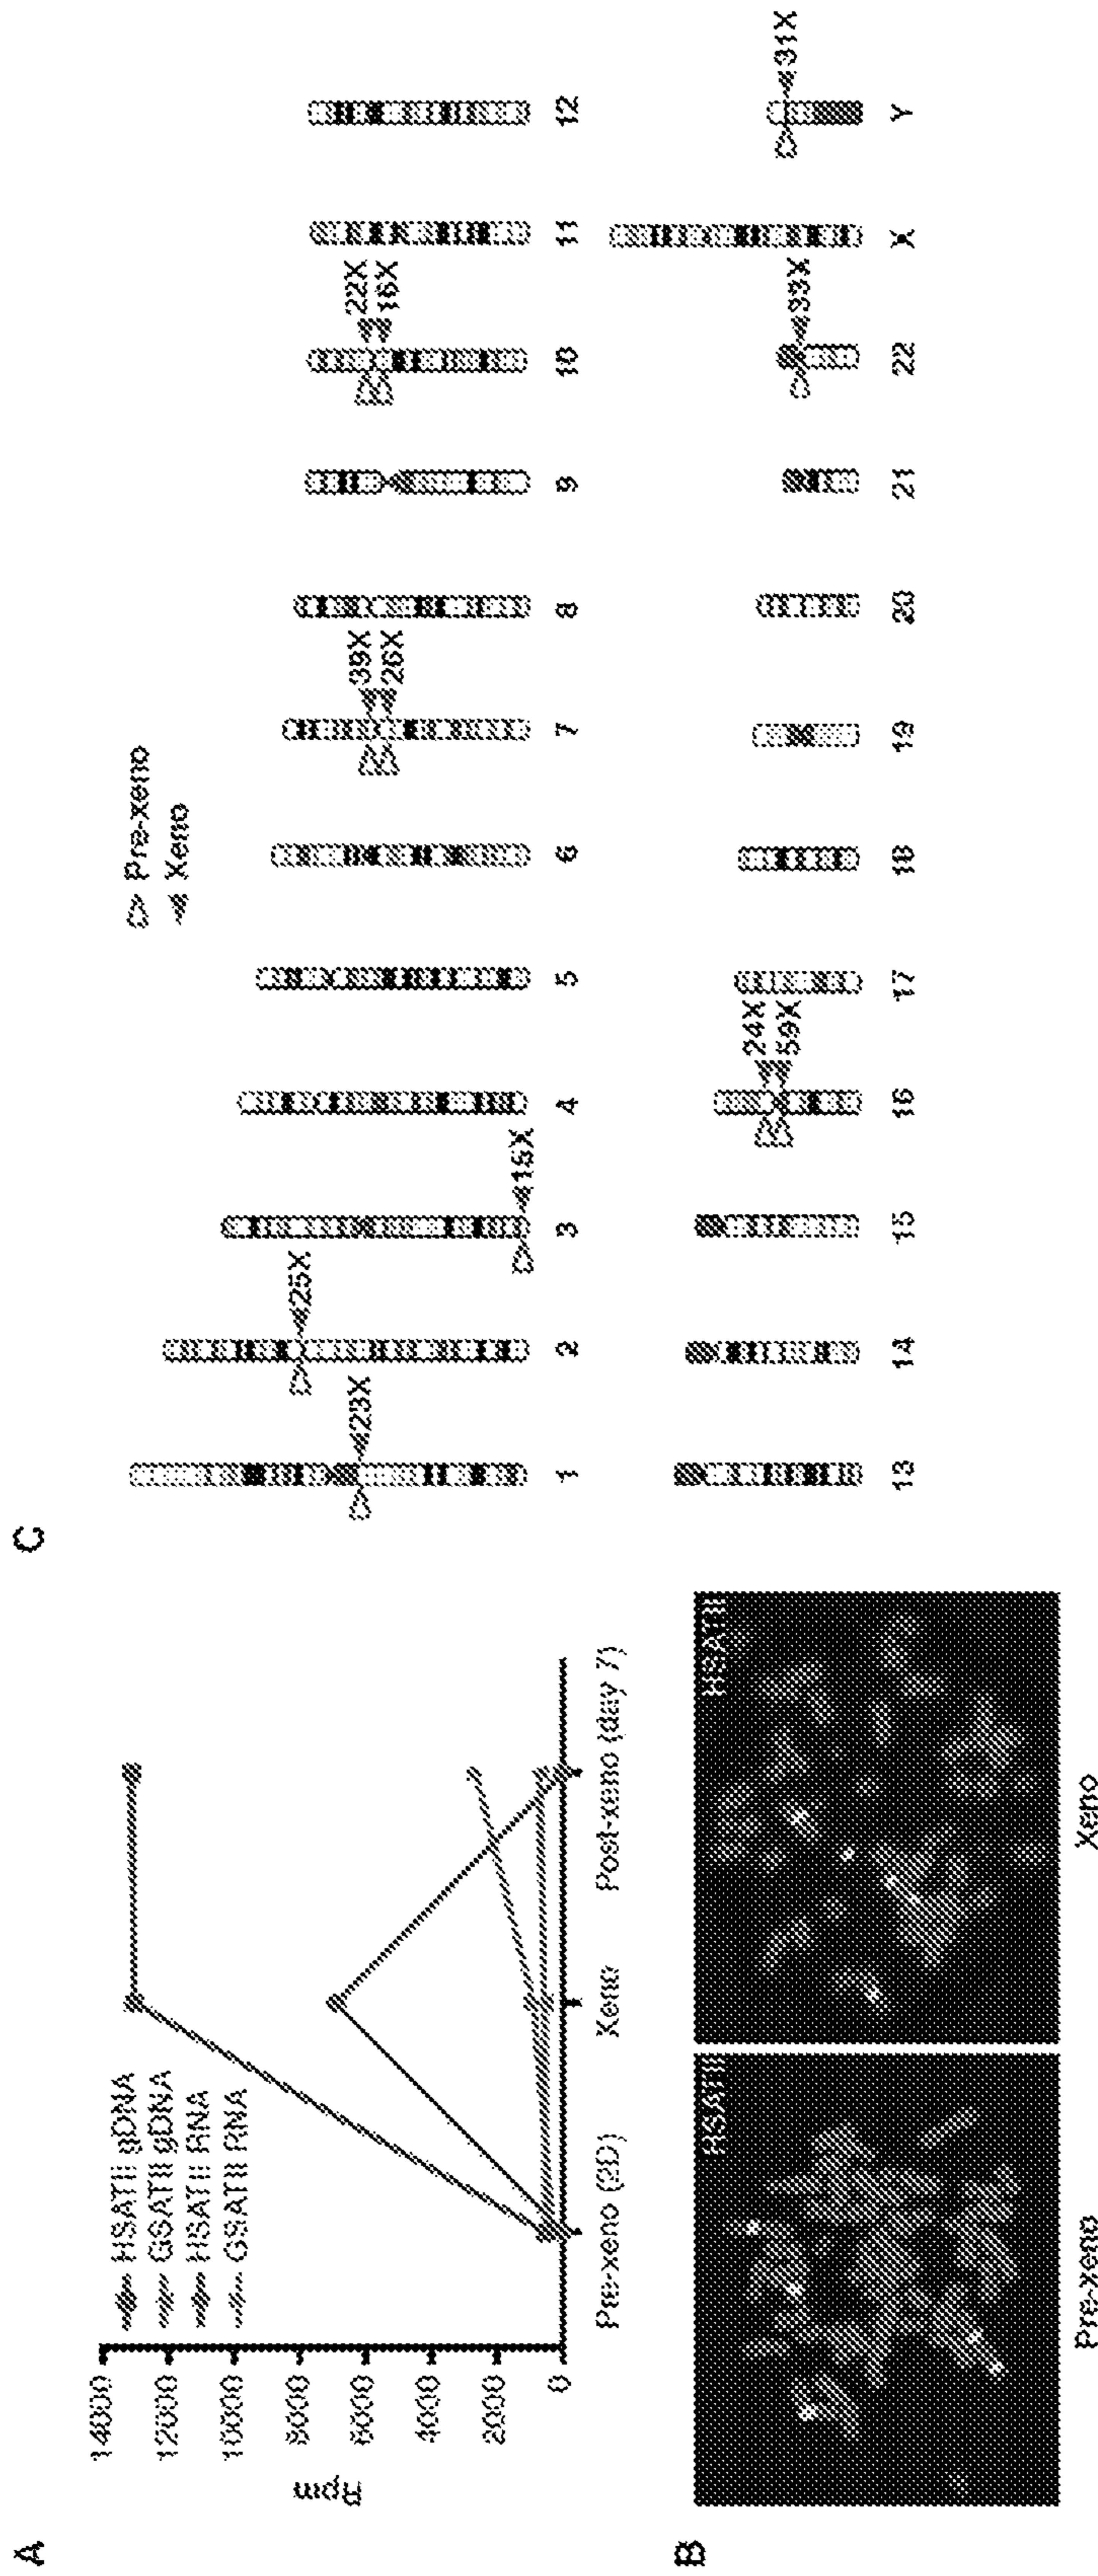 A
14000
12000
10000
8000
6000
4000
2000
0
Rpm
HSATII gDNA
GSATII gDNA
HSATII RNA
GSATII RNA
Pre-xeno (2D)
Xeno
Post-xeno (day 7)
B
HSATII
HSATII
Pre-xeno
Xeno
C
Pre-xeno
Xeno
23X
25X
15X
39X
26X
22X
16X
1
2
3
4
5
6
7
8
9
10
11
12
24X
59X
33X
31X
13
14
15
16
17
18
19
20
21
22
X
Y